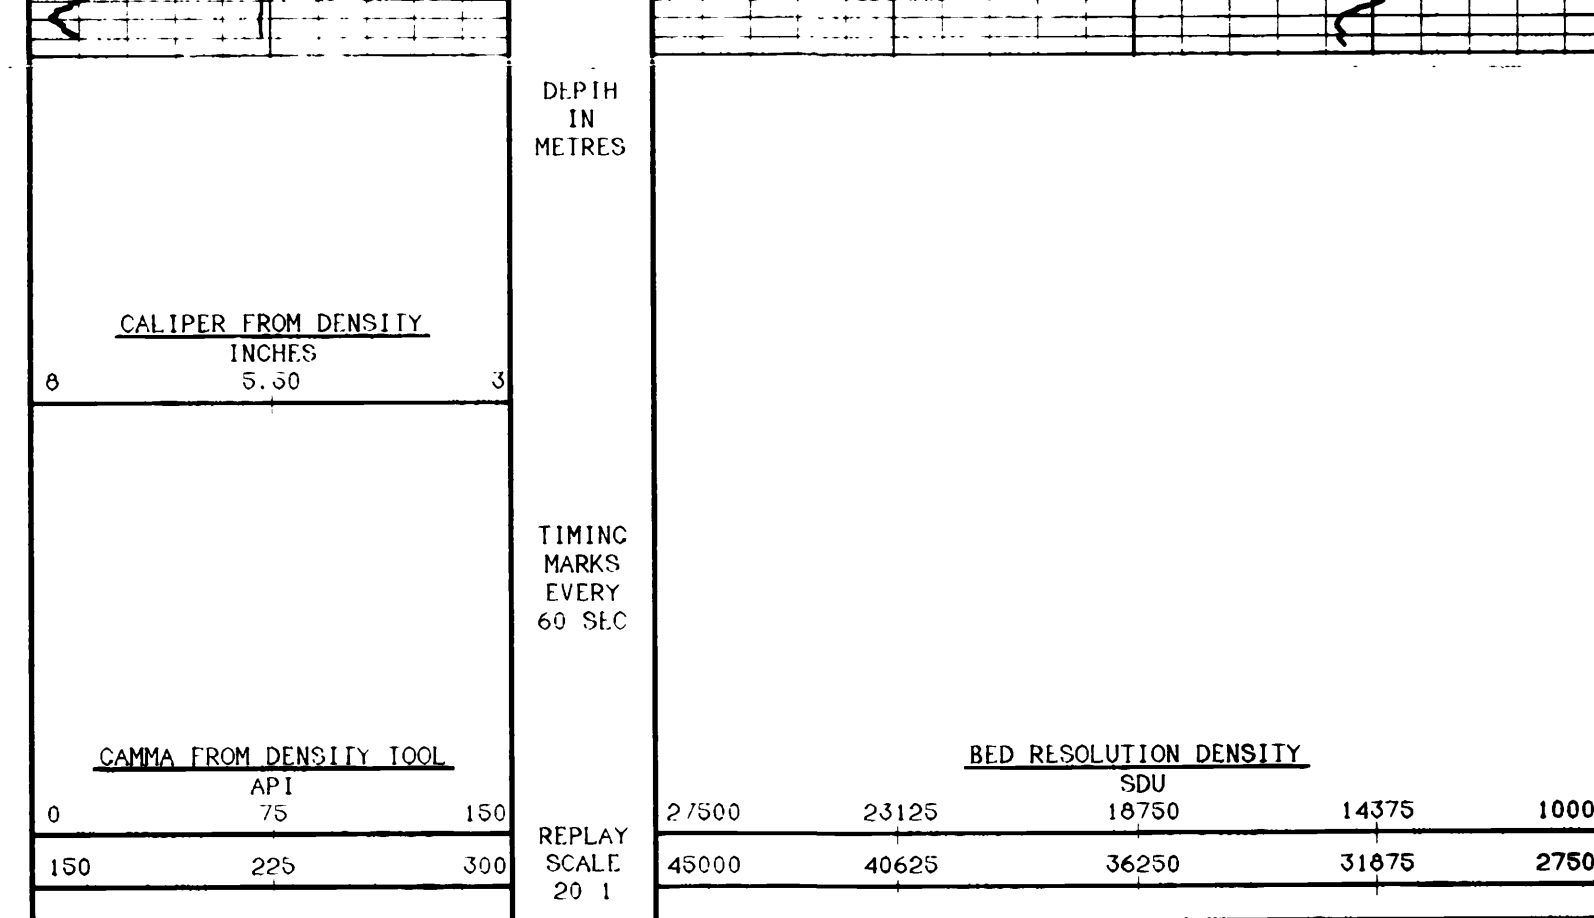 DEPTH
IN
METRES
CALIPER FROM DENSITY
INCHES
8 5.50 3
TIMING
MARKS
EVERY
60 SEC
GAMMA FROM DENSITY TOOL
API
0 75 150
150 225 300
REPLAY
SCALE
20 1
BED RESOLUTION DENSITY
SDU
27500 23125 18750 14375 1000
45000 40625 36250 31875 2750